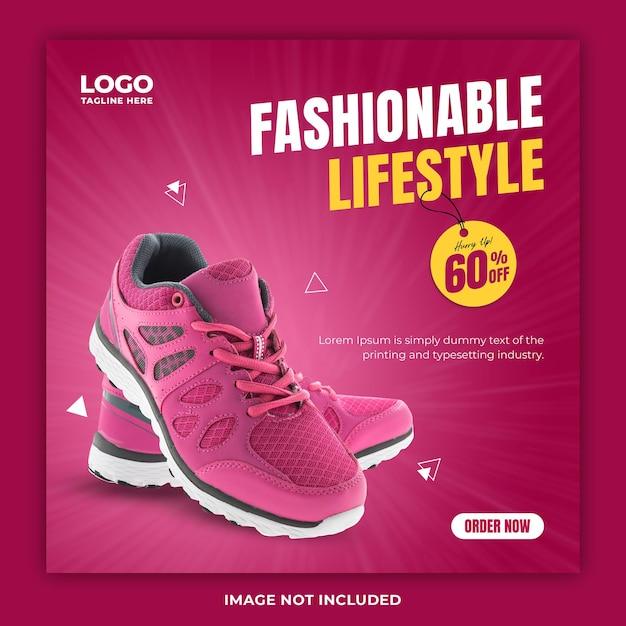 LOGO
TAGLINE HERE
FASHIONABLE
LIFESTYLE
Hurry Up!
60% OFF
Lorem Ipsum is simply dummy text of the
printing and typesetting industry.
ORDER NOW
IMAGE NOT INCLUDED